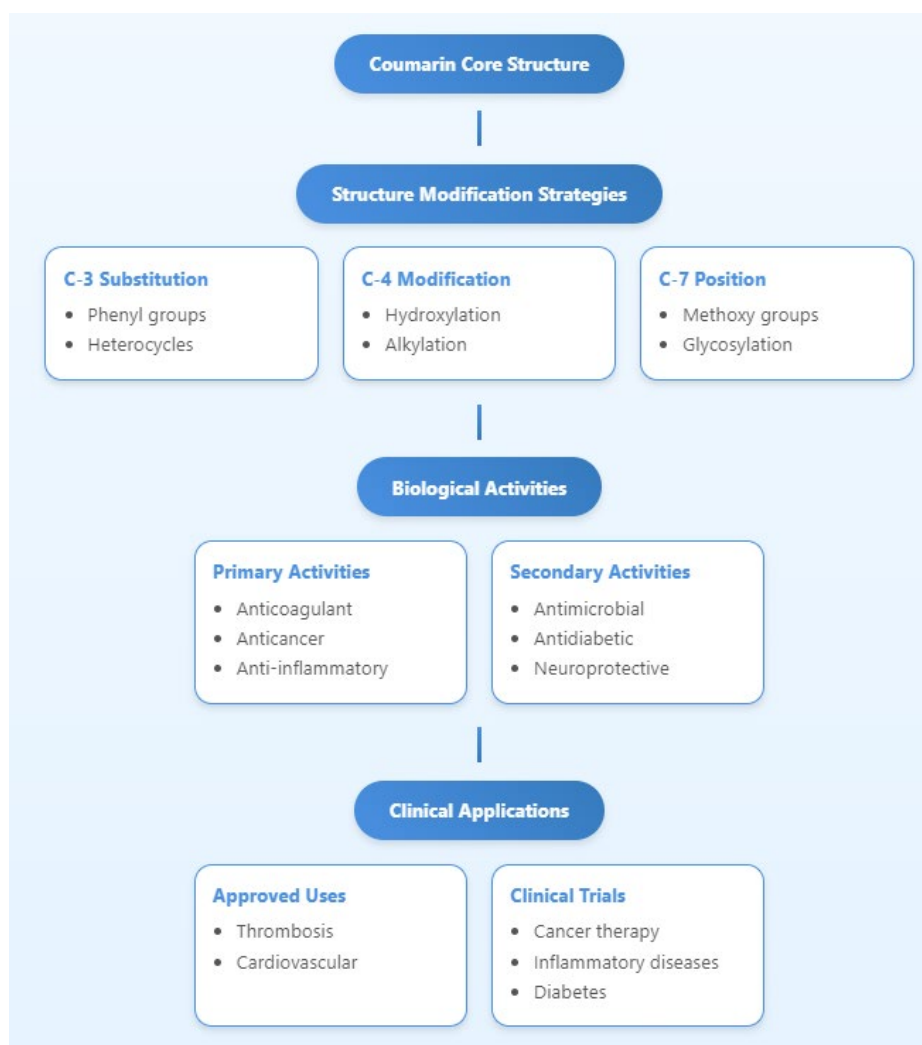 Coumarin Core Structure
Structure Modification Strategies
C-3 Substitution
• Phenyl groups
• Heterocycles
C-4 Modification
• Hydroxylation
• Alkylation
C-7 Position
• Methoxy groups
• Glycosylation
Biological Activities
Primary Activities
• Anticoagulant
• Anticancer
• Anti-inflammatory
Secondary Activities
• Antimicrobial
• Antidiabetic
• Neuroprotective
Clinical Applications
Approved Uses
• Thrombosis
• Cardiovascular
Clinical Trials
• Cancer therapy
• Inflammatory diseases
• Diabetes